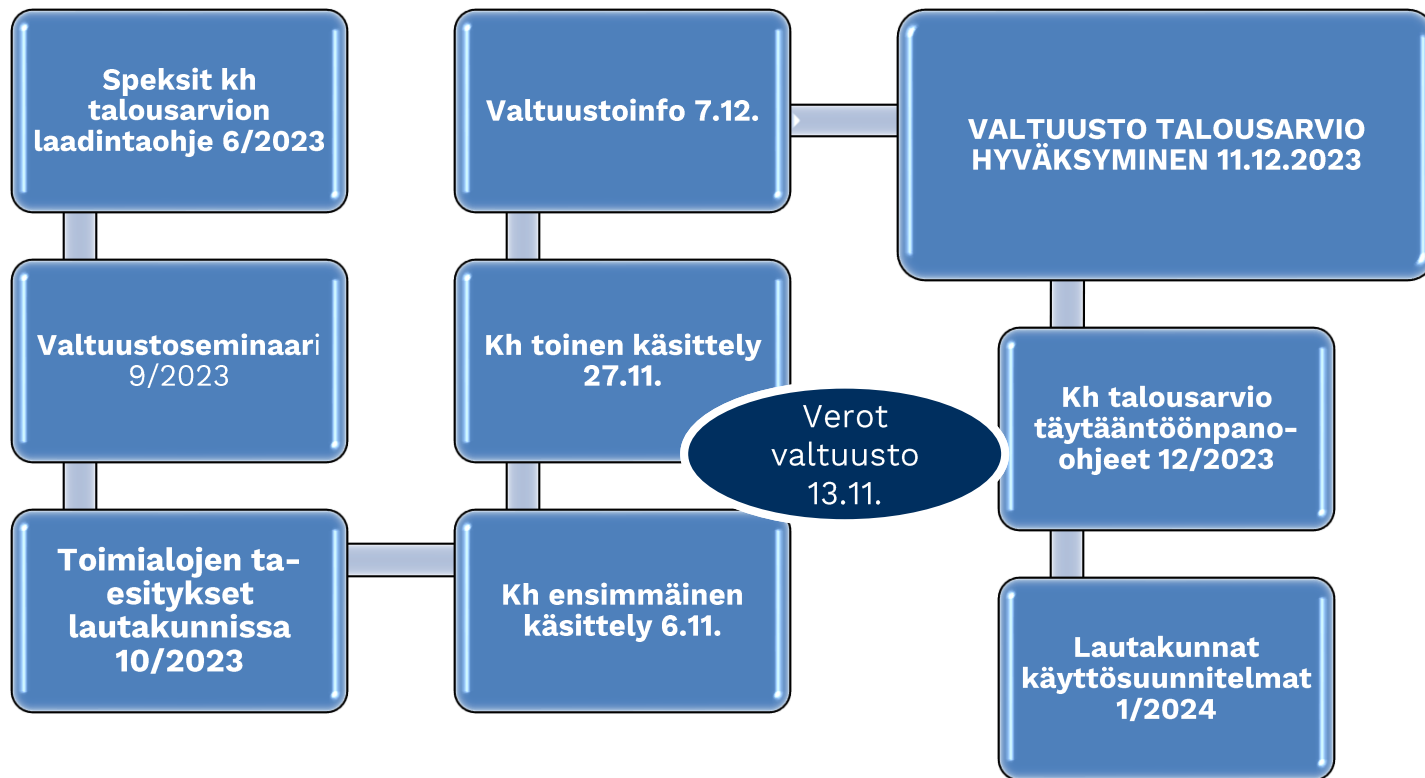 Speksit kh
talousarvion
laadintaohje 6/2023
Valtuustoseminaari
9/2023
Toimialojen ta-
esitykset
lautakunnissa
10/2023
Kh ensimmäinen
käsittely 6.11.
Verot
valtuusto
13.11.
Kh toinen käsittely
27.11.
Valtuustoinfo 7.12.
VALTUUSTO TALOUSARVIO
HYVÄKSYMINEN 11.12.2023
Kh talousarvio
täytääntöönpano-
ohjeet 12/2023
Lautakunnat
käyttösuunnitelmat
1/2024